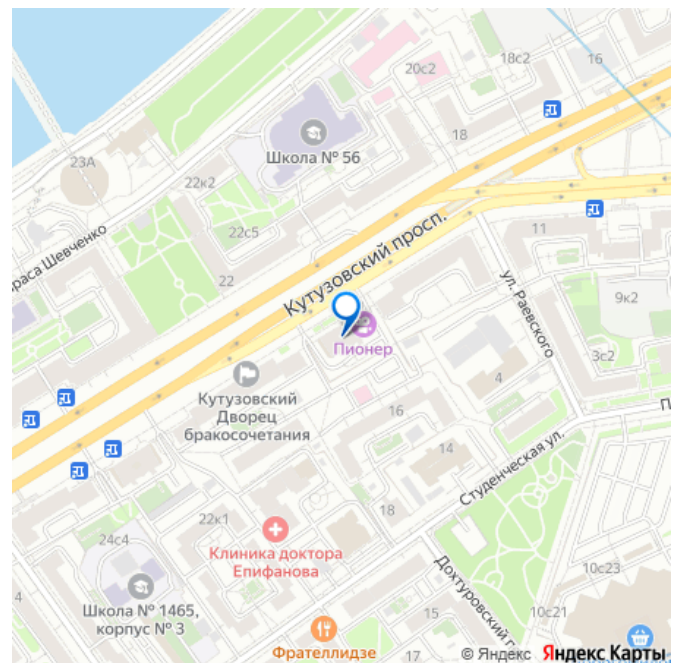 18с2
16
20с2
18
Школа № 56
23А
22к2
11
22с5
раса Шевченко
Кутузовский просп.
ул. Раевского
22
9к2
Пионер
3с2
4
Кутузовский
Дворец
бракосочетания
16
П
14
Студенческая ул.
22к1
18
24с4
Клиника доктора
Епифанова
10с23
Дохтуровский п
4
Школа № 1465,
корпус № 3
15
10с21
Фрателлидзе
17
© Яндекс Яндекс Карты